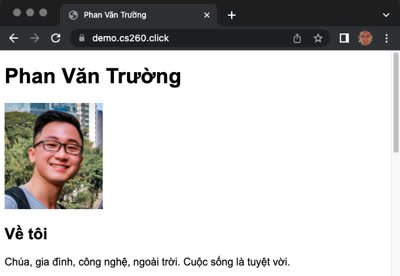 Phan Văn Trường
demo.cs260.click
Phan Văn Trường
Về tôi
Chúa, gia đình, công nghệ, ngoài trời. Cuộc sống là tuyệt vời.